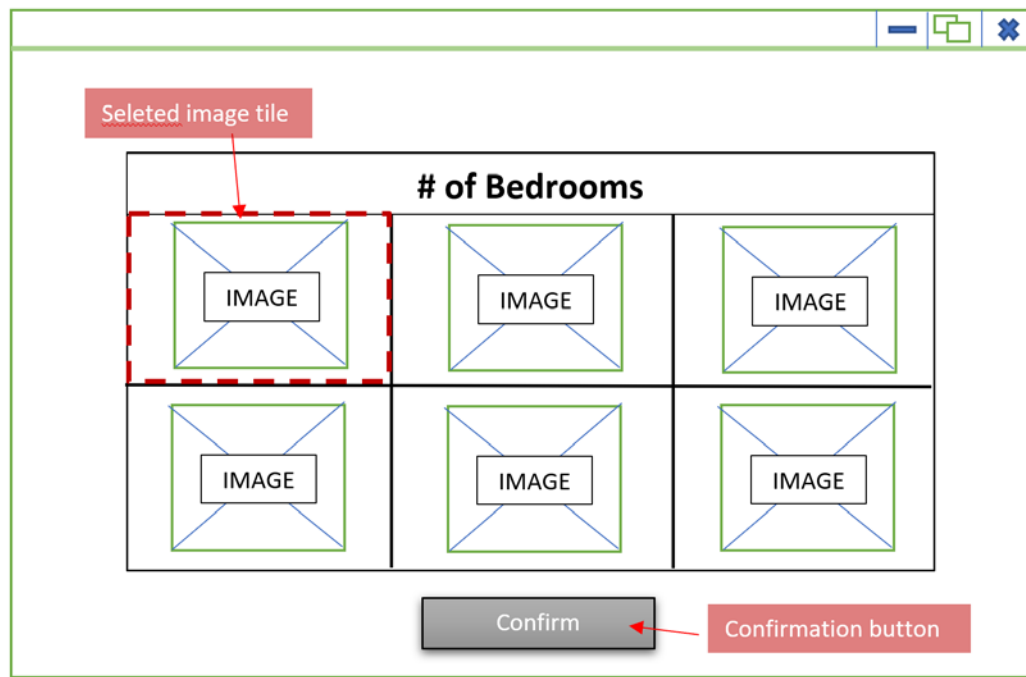 Seleted image tile
# of Bedrooms
IMAGE
IMAGE
IMAGE
IMAGE
IMAGE
IMAGE
Confirm
Confirmation button